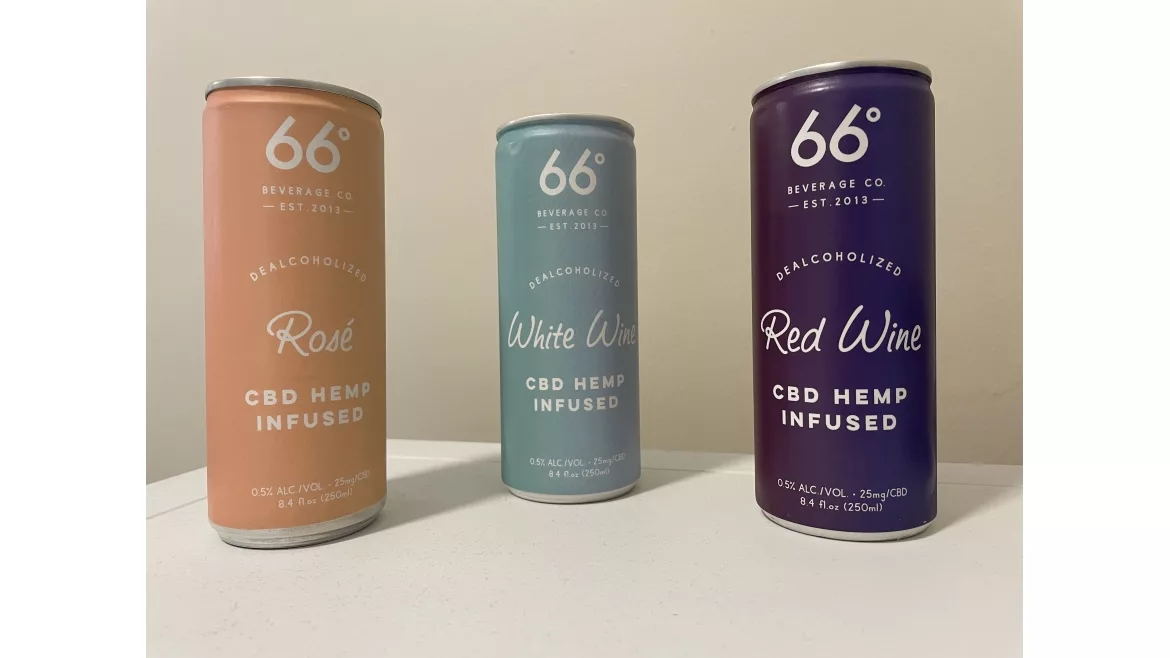 66°
BEVERAGE CO.
— EST.2013 —
DEALCOHOLIZED
Rosé
CBD HEMP
INFUSED
0.5% ALC./VOL. • 25mg/CBD
8.4 fl.oz (250ml)
66°
BEVERAGE CO.
— EST.2013 —
DEALCOHOLIZED
White Wine
CBD HEMP
INFUSED
0.5% ALC./VOL. • 25mg/CBD
8.4 fl.oz (250ml)
66°
BEVERAGE CO.
— EST.2013 —
DEALCOHOLIZED
Red Wine
CBD HEMP
INFUSED
0.5% ALC./VOL. • 25mg/CBD
8.4 fl.oz (250ml)